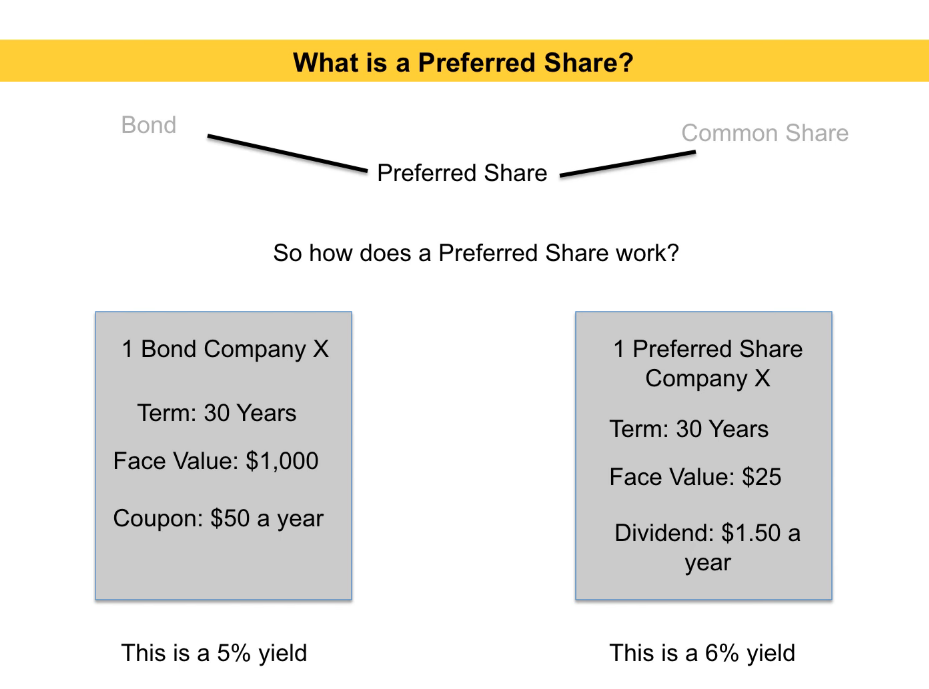 What is a Preferred Share?
Bond
Common Share
Preferred Share
So how does a Preferred Share work?
1 Bond Company X
Term: 30 Years
Face Value: $1,000
Coupon: $50 a year
This is a 5% yield
1 Preferred Share
Company X
Term: 30 Years
Face Value: $25
Dividend: $1.50 a
year
This is a 6% yield